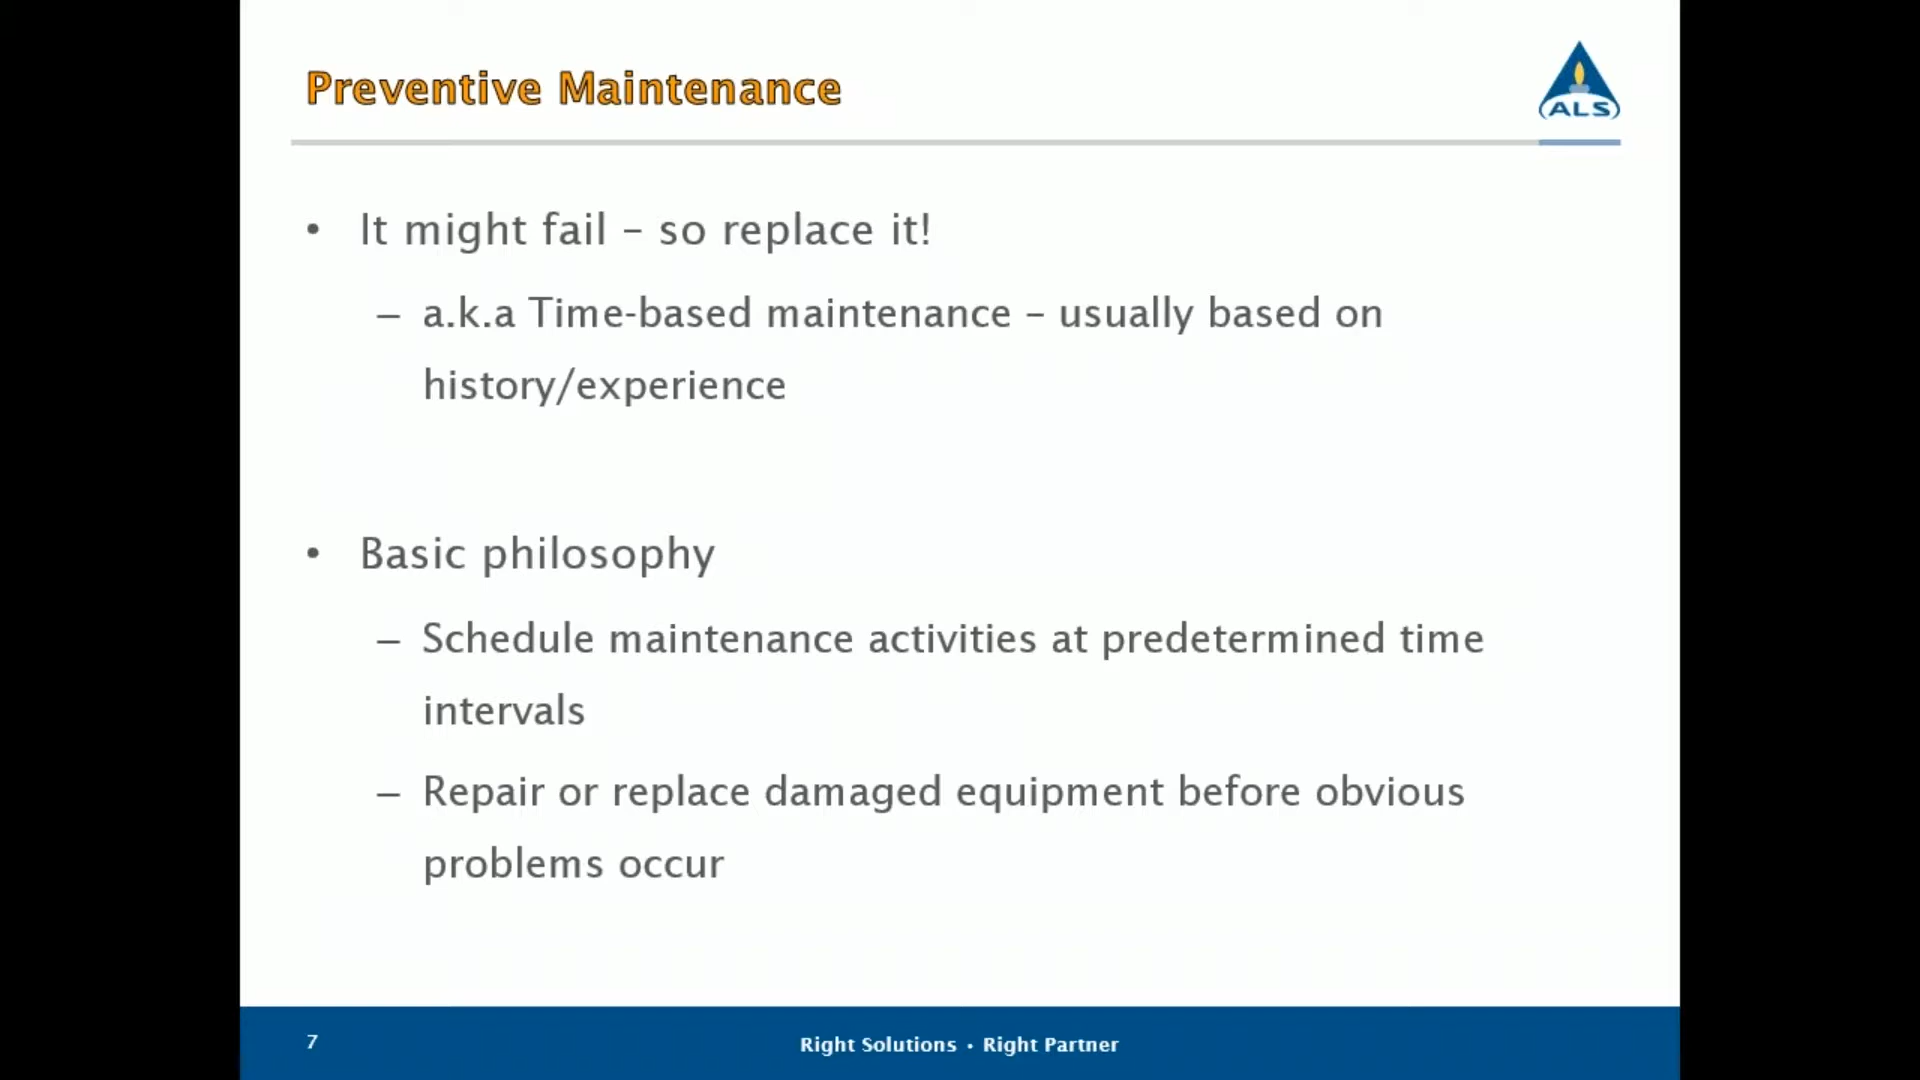 Preventive Maintenance
ALS
• It might fail – so replace it!
– a.k.a Time-based maintenance – usually based on
history/experience
• Basic philosophy
– Schedule maintenance activities at predetermined time
intervals
– Repair or replace damaged equipment before obvious
problems occur
7
Right Solutions • Right Partner